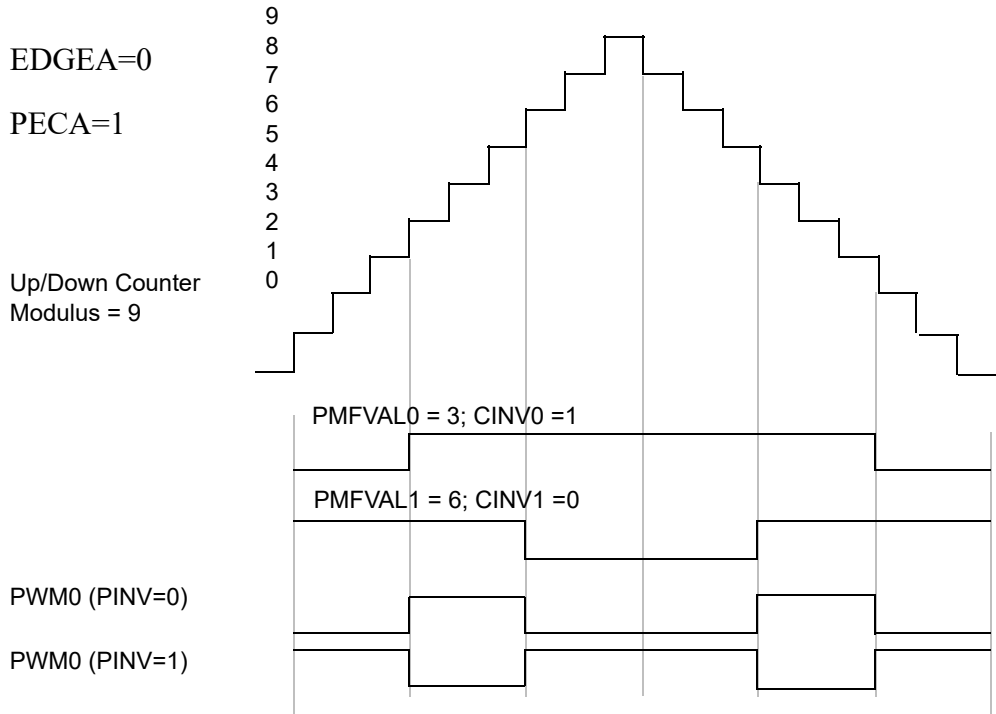 EDGEA=0
PECA=1
9
8
7
6
5
4
3
2
1
0
Up/Down Counter
Modulus = 9
PMFVAL0 = 3; CINV0 =1
PMFVAL1 = 6; CINV1 =0
PWM0 (PINV=0)
PWM0 (PINV=1)